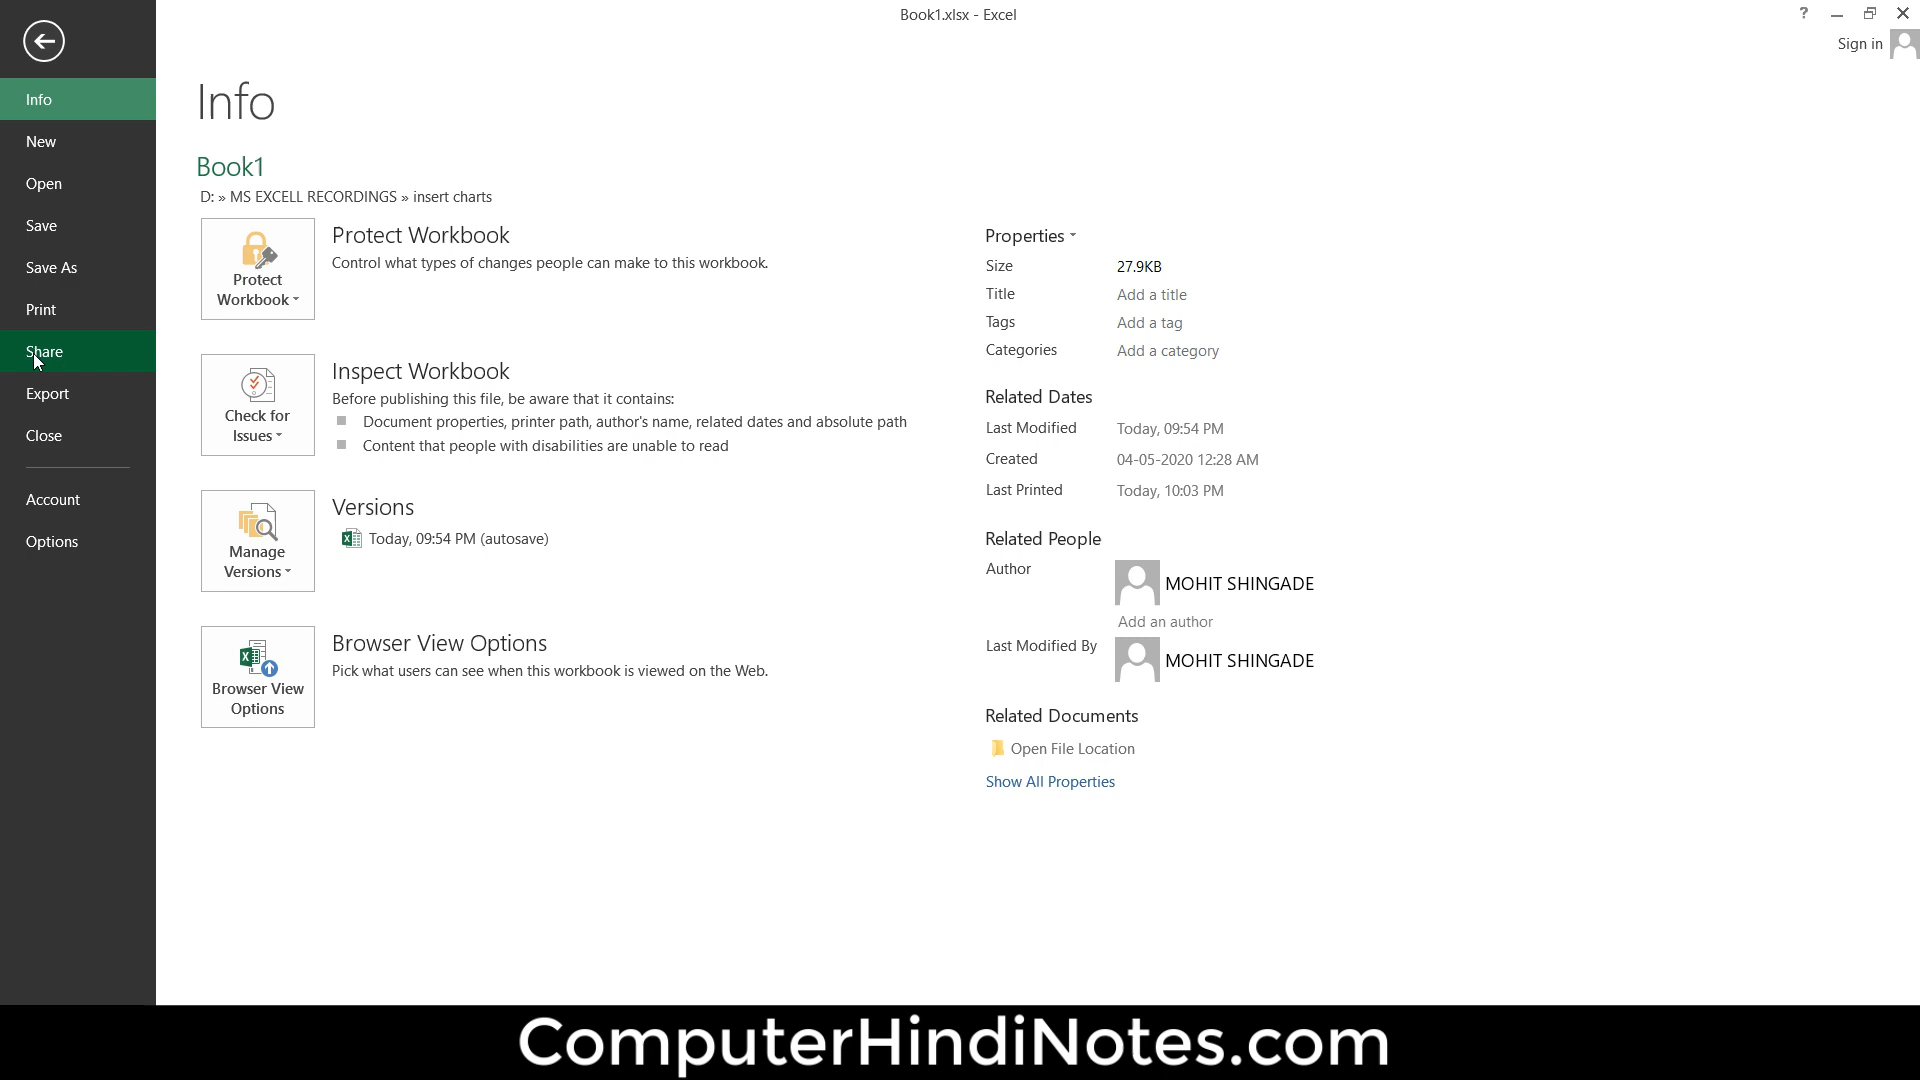 Book1.xlsx - Excel
?
Sign in
Info
New
Open
Save
Save As
Print
Share
Export
Close
Account
Options
Info
Book1
D: » MS EXCELL RECORDINGS » insert charts
Protect
Workbook
Protect Workbook
Control what types of changes people can make to this workbook.
Check for
Issues
Inspect Workbook
Before publishing this file, be aware that it contains:
Document properties, printer path, author's name, related dates and absolute path
Content that people with disabilities are unable to read
Manage
Versions
Versions
Today, 09:54 PM (autosave)
Browser View
Options
Browser View Options
Pick what users can see when this workbook is viewed on the Web.
Properties
Size 27.9KB
Title Add a title
Tags Add a tag
Categories Add a category
Related Dates
Last Modified Today, 09:54 PM
Created 04-05-2020 12:28 AM
Last Printed Today, 10:03 PM
Related People
Author MOHIT SHINGADE
Add an author
Last Modified By MOHIT SHINGADE
Related Documents
Open File Location
Show All Properties
ComputerHindiNotes.com